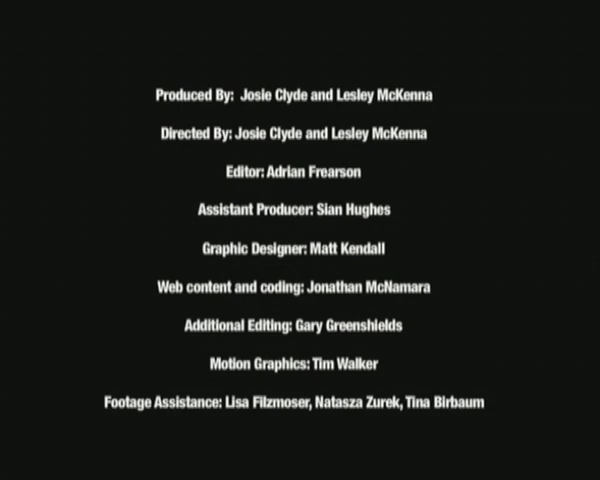 Produced By: Josie Clyde and Lesley McKenna
Directed By: Josie Clyde and Lesley McKenna
Editor: Adrian Frearson
Assistant Producer: Sian Hughes
Graphic Designer: Matt Kendall
Web content and coding: Jonathan McNamara
Additional Editing: Gary Greenshields
Motion Graphics: Tim Walker
Footage Assistance: Lisa Filzmoser, Natasza Zurek, Tina Birbaum